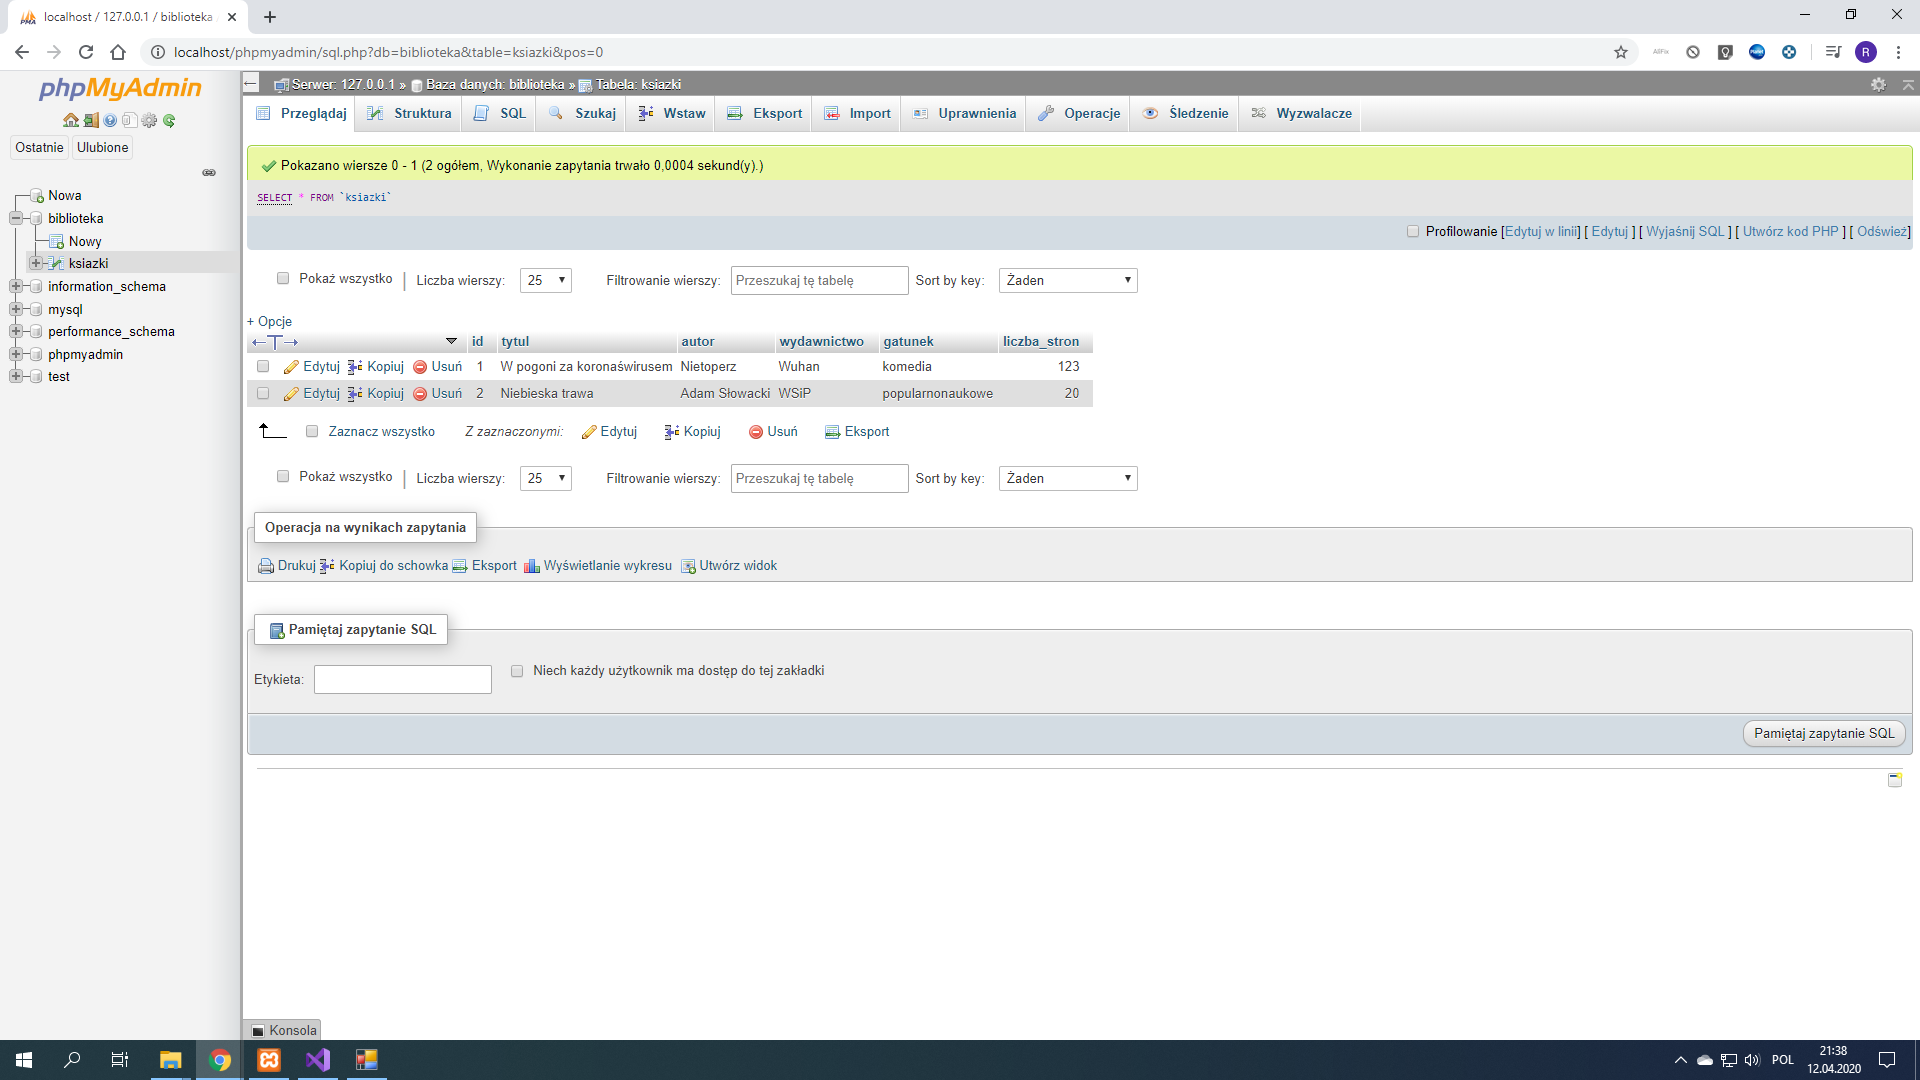 localhost / 127.0.0.1 / biblioteka
localhost/phpmyadmin/sql.php?db=biblioteka&table=ksiazki&pos=0
R
phpMyAdmin
Ostatnie Ulubione
Nowa
biblioteka
Nowy
ksiazki
information_schema
mysql
performance_schema
phpmyadmin
test
Serwer: 127.0.0.1 » Baza danych: biblioteka » Tabela: ksiazki
Przeglądaj Struktura SQL Szukaj Wstaw Eksport Import Uprawnienia Operacje Śledzenie Wyzwalacze
Pokazano wiersze 0 - 1 (2 ogółem, Wykonanie zapytania trwało 0,0004 sekund(y).)
SELECT * FROM `ksiazki`
Profilowanie [Edytuj w linii] [ Edytuj ] [ Wyjaśnij SQL ] [ Utwórz kod PHP ] [ Odśwież]
Pokaż wszystko | Liczba wierszy: 25 Filtrowanie wierszy: Przeszukaj tę tabelę Sort by key: Żaden
+ Opcje
←T→ id tytul autor wydawnictwo gatunek liczba_stron
Edytuj Kopiuj Usuń 1 W pogoni za koronaświrusem Nietoperz Wuhan komedia 123
Edytuj Kopiuj Usuń 2 Niebieska trawa Adam Słowacki WSiP popularnonaukowe 20
Zaznacz wszystko Z zaznaczonymi: Edytuj Kopiuj Usuń Eksport
Pokaż wszystko | Liczba wierszy: 25 Filtrowanie wierszy: Przeszukaj tę tabelę Sort by key: Żaden
Operacja na wynikach zapytania
Drukuj Kopiuj do schowka Eksport Wyświetlanie wykresu Utwórz widok
Pamiętaj zapytanie SQL
Etykieta: Niech każdy użytkownik ma dostęp do tej zakładki
Pamiętaj zapytanie SQL
Konsola
POL
21:38
12.04.2020